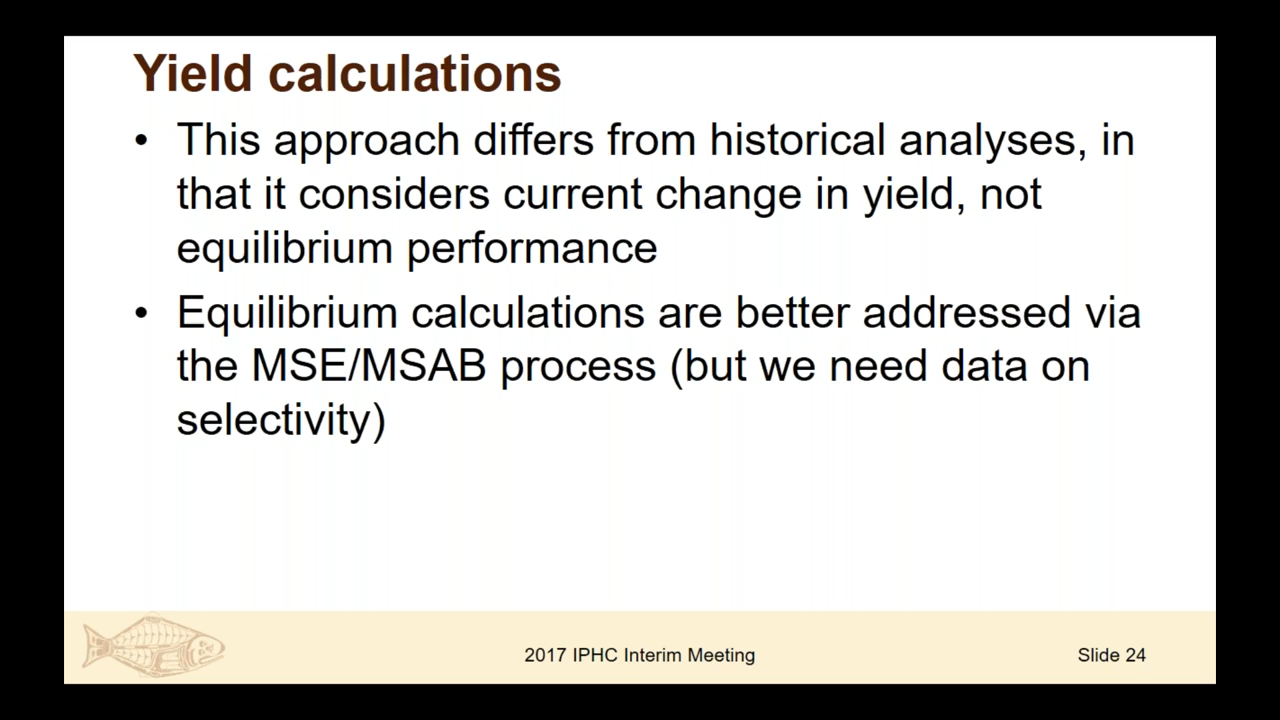 Yield calculations
• This approach differs from historical analyses, in
that it considers current change in yield, not
equilibrium performance
• Equilibrium calculations are better addressed via
the MSE/MSAB process (but we need data on
selectivity)
2017 IPHC Interim Meeting
Slide 24